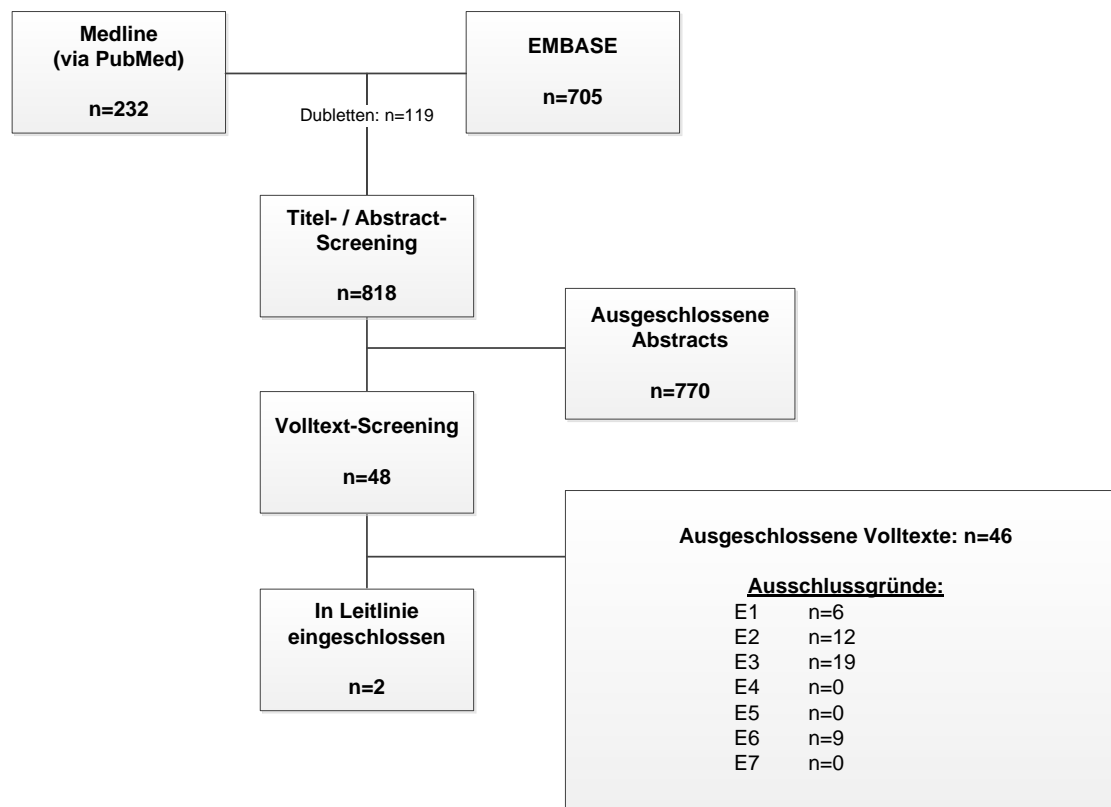 Medline
(via PubMed)
n=232
EMBASE
n=705
Dubletten: n=119
Titel- / Abstract-
Screening
n=818
Ausgeschlossene
Abstracts
n=770
Volltext-Screening
n=48
Ausgeschlossene Volltexte: n=46
Ausschlussgründe:
E1 n=6
E2 n=12
E3 n=19
E4 n=0
E5 n=0
E6 n=9
E7 n=0
In Leitlinie
eingeschlossen
n=2